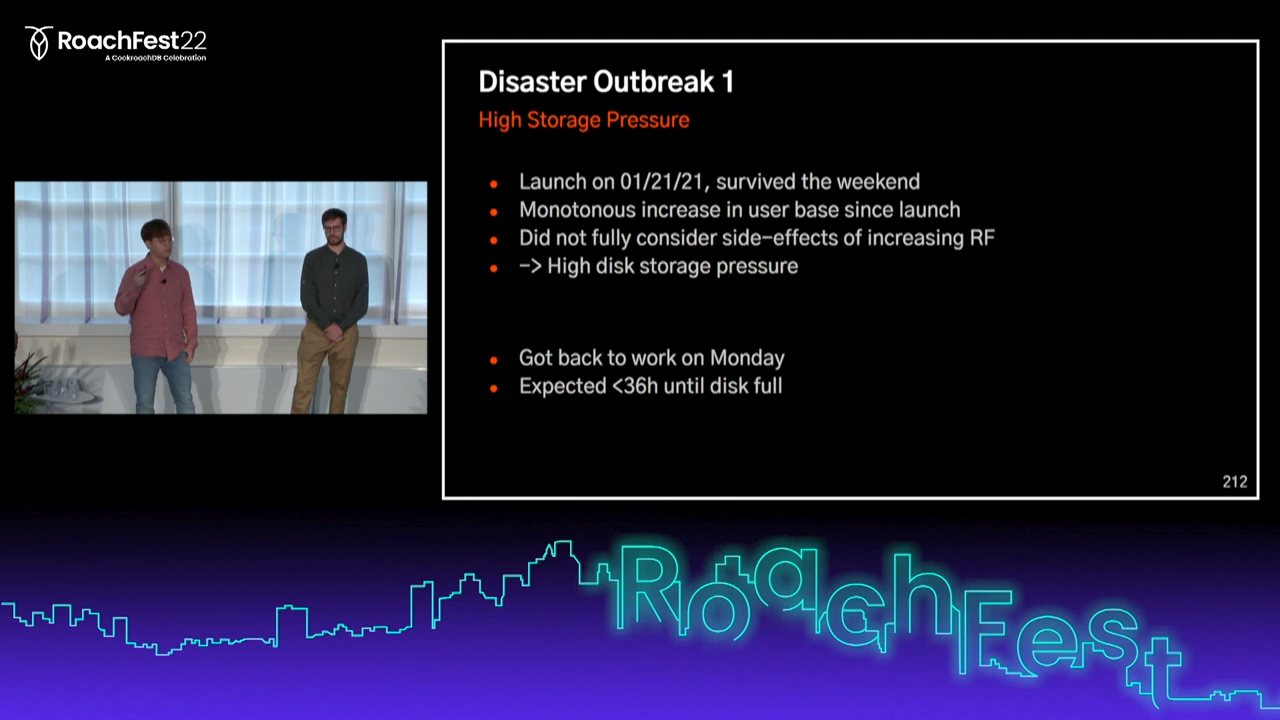 RoachFest22
A CockroachDB Celebration
Disaster Outbreak 1
High Storage Pressure
• Launch on 01/21/21, survived the weekend
• Monotonous increase in user base since launch
• Did not fully consider side-effects of increasing RF
• –> High disk storage pressure
• Got back to work on Monday
• Expected <36h until disk full
212
RoachFest